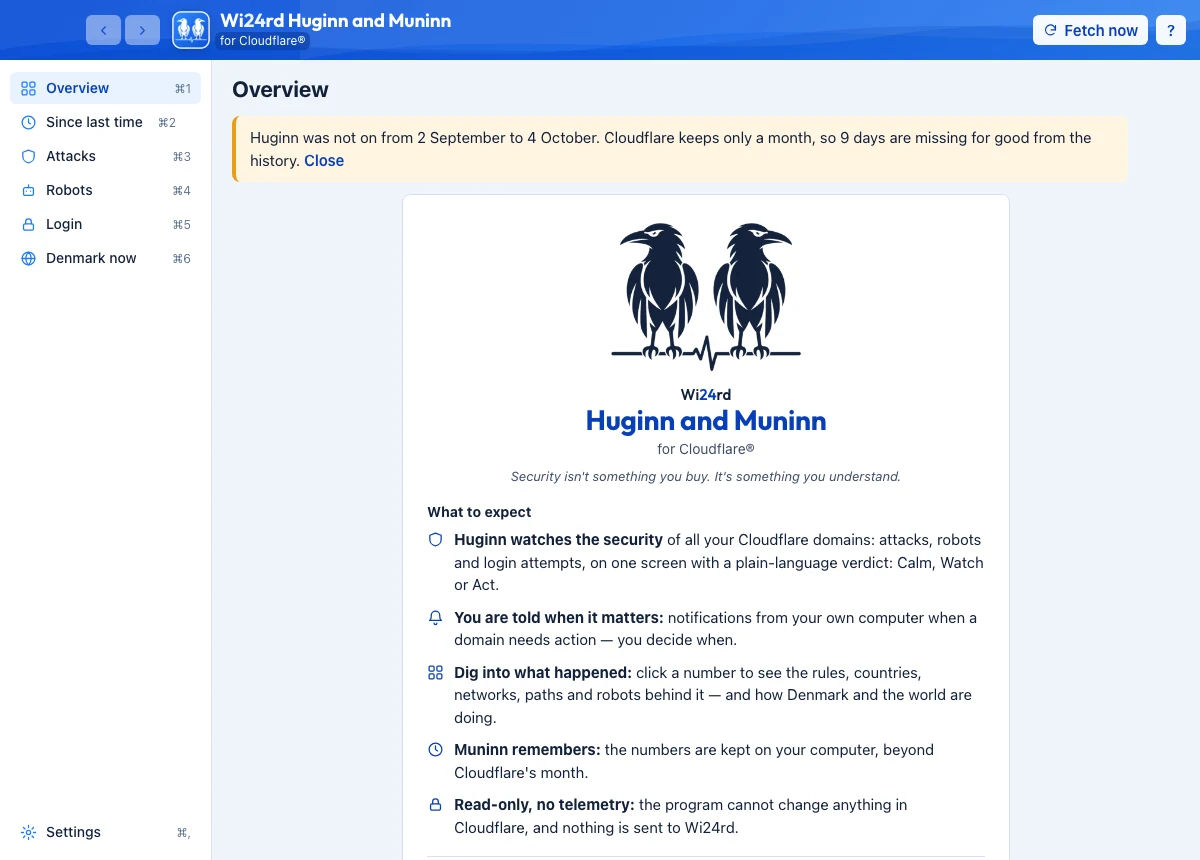 Wi24rd Huginn and Muninn
for Cloudflare®
Fetch now
?
Overview ⌘1
Since last time ⌘2
Attacks ⌘3
Robots ⌘4
Login ⌘5
Denmark now ⌘6
Settings ⌘,
Overview
Huginn was not on from 2 September to 4 October. Cloudflare keeps only a month, so 9 days are missing for good from the
history. Close
Wi24rd
Huginn and Muninn
for Cloudflare®
Security isn't something you buy. It's something you understand.
What to expect
Huginn watches the security of all your Cloudflare domains: attacks, robots
and login attempts, on one screen with a plain-language verdict: Calm, Watch
or Act.
You are told when it matters: notifications from your own computer when a
domain needs action — you decide when.
Dig into what happened: click a number to see the rules, countries,
networks, paths and robots behind it — and how Denmark and the world are
doing.
Muninn remembers: the numbers are kept on your computer, beyond
Cloudflare's month.
Read-only, no telemetry: the program cannot change anything in
Cloudflare, and nothing is sent to Wi24rd.